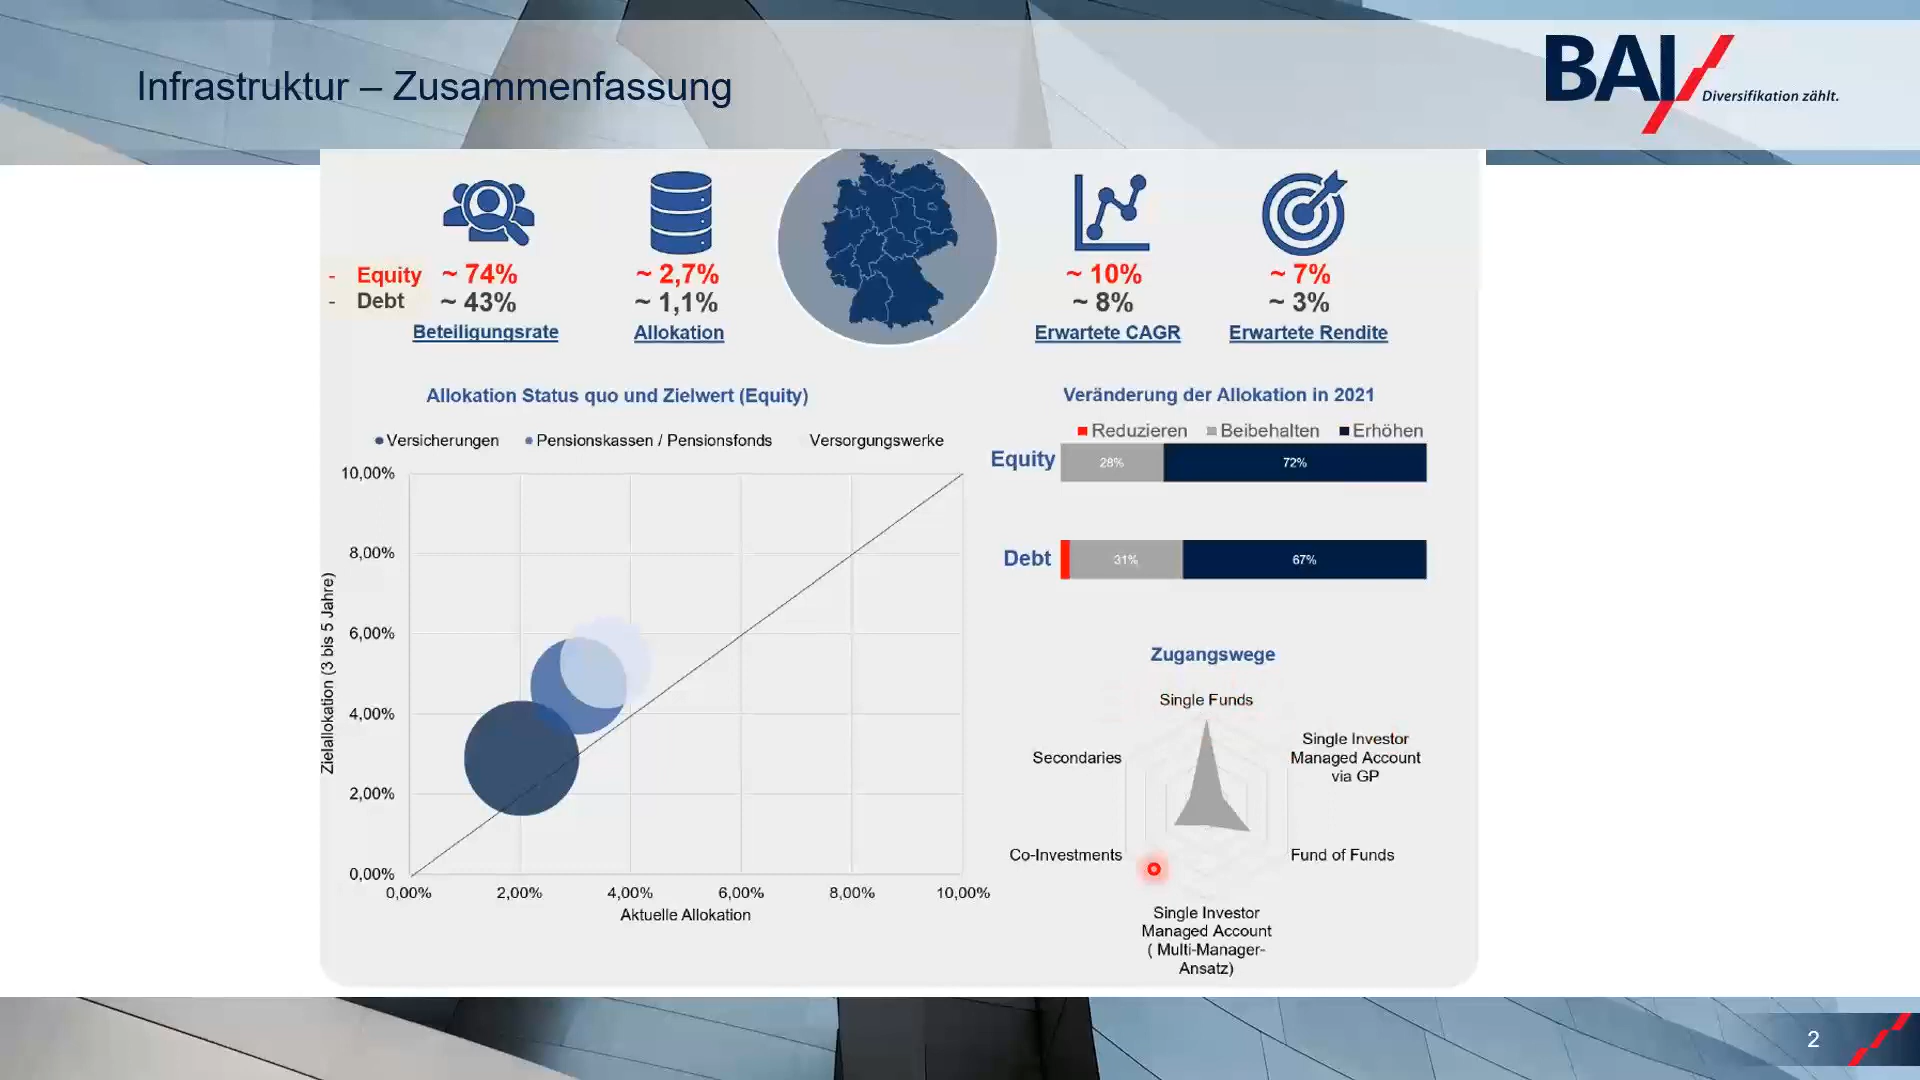 Infrastruktur – Zusammenfassung
BAI
Diversifikation zählt.
- Equity ~ 74% ~ 2,7% ~ 10% ~ 7%
- Debt ~ 43% ~ 1,1% ~ 8% ~ 3%
Beteiligungsrate Allokation Erwartete CAGR Erwartete Rendite
Allokation Status quo und Zielwert (Equity)
Versicherungen Pensionskassen / Pensionsfonds Versorgungswerke
10,00%
8,00%
6,00%
4,00%
2,00%
0,00%
Zielallokation (3 bis 5 Jahre)
0,00% 2,00% 4,00% 6,00% 8,00% 10,00%
Aktuelle Allokation
Veränderung der Allokation in 2021
Reduzieren Beibehalten Erhöhen
Equity 28% 72%
Debt 31% 67%
Zugangswege
Single Funds
Single Investor
Managed Account
via GP
Secondaries
Co-Investments
Fund of Funds
Single Investor
Managed Account
( Multi-Manager-
Ansatz)
2